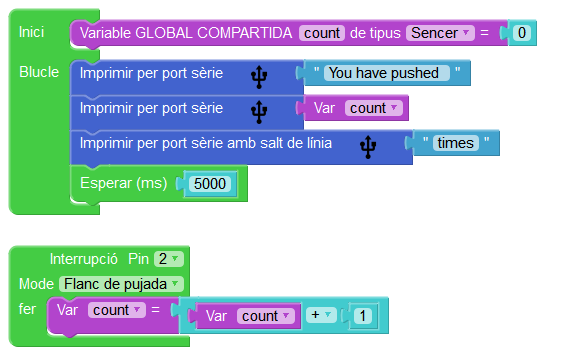 Inici Variable GLOBAL COMPARTIDA count de tipus Sencer = 0
Blucle Imprimir per port sèrie " You have pushed "
Imprimir per port sèrie Var count
Imprimir per port sèrie amb salt de línia " times "
Esperar (ms) 5000
Interrupció Pin 2
Mode Flanc de pujada
fer Var count = Var count + 1